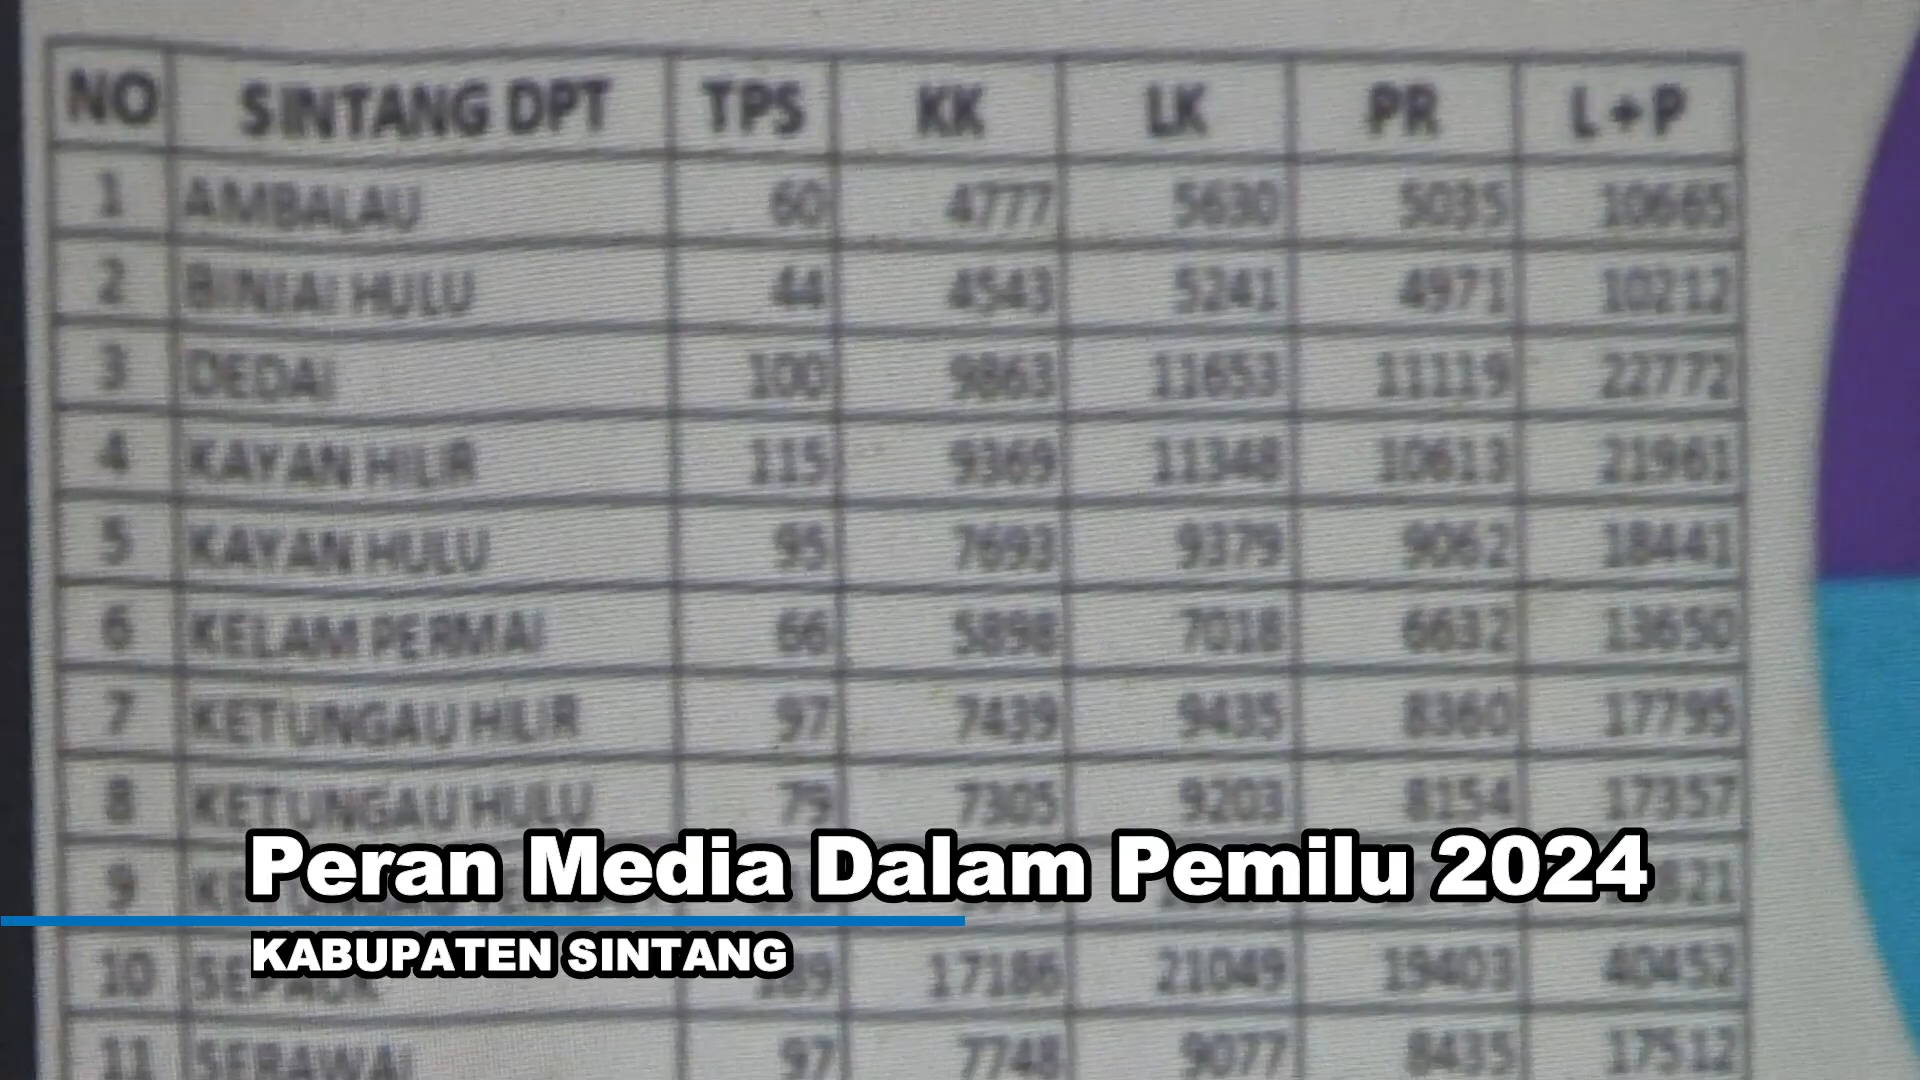 NO SINTANG DPT TPS KK LK PR L+P
1 AMBALAU 60 4777 5630 5035 10665
2 BINIAI HULU 44 4543 5241 4971 10212
3 DEDAI 100 9863 11653 11119 22772
4 KAYAN HILIR 115 9369 11348 10613 21961
5 KAYAN HULU 95 7693 9379 9062 18441
6 KELAM PERMAI 66 5898 7018 6632 13650
7 KETUNGAU HILIR 97 7439 9435 8360 17795
8 KETUNGAU HULU 79 7305 9203 8154 17357
Peran Media Dalam Pemilu 2024
9
KABUPATEN SINTANG
10 17186 21049 19403 40452
11 SERAWAI 97 7748 9077 8435 17512